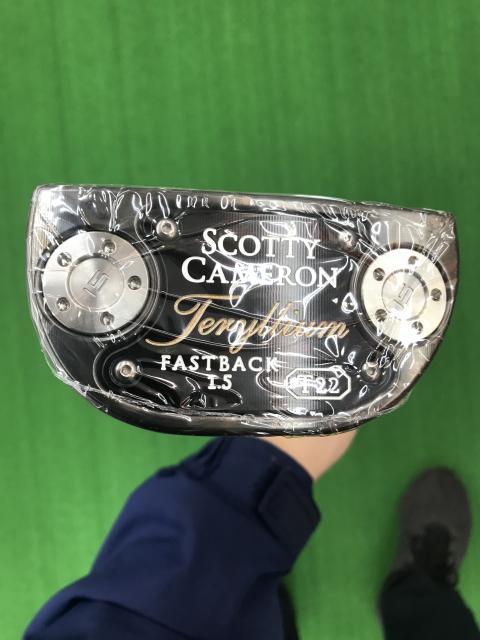 SCOTTY
CAMERON
Teryllium
FASTBACK
1.5
T22